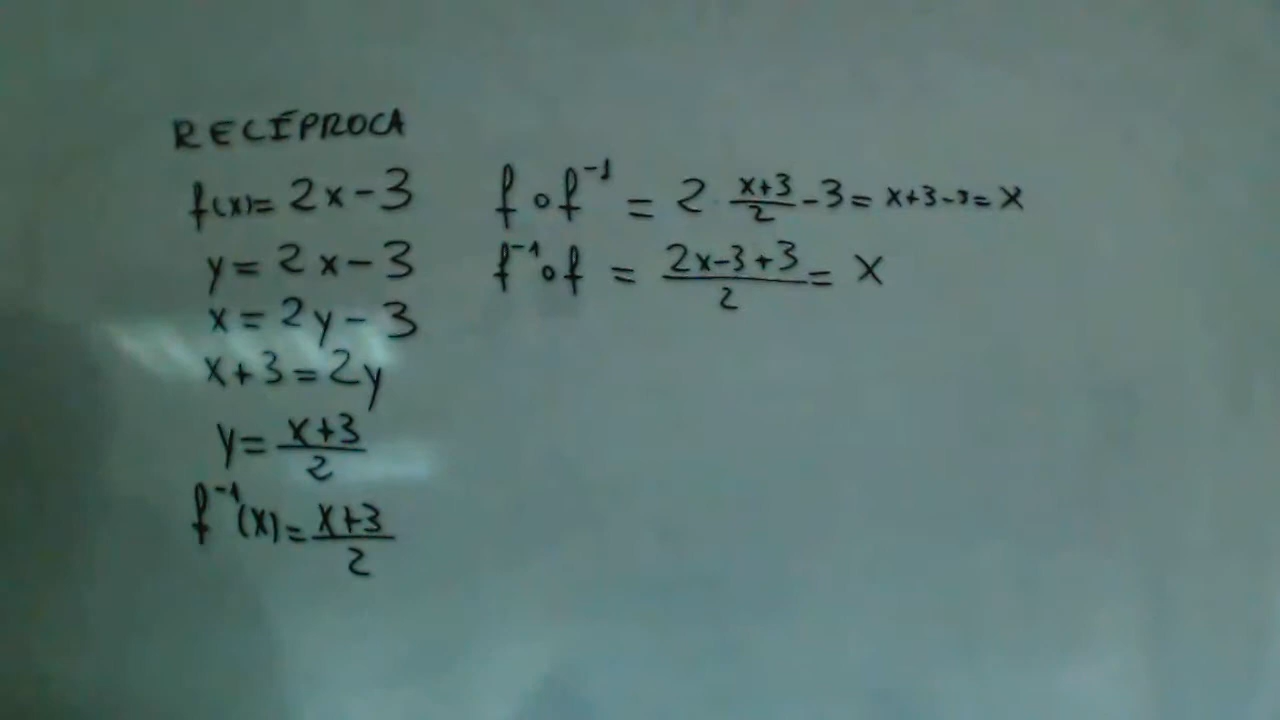 RECÍPROCA
f(x)= 2x-3
y = 2x-3
x = 2y-3
x+3=2y
y= x+3/2
f⁻¹(x)= x+3/2
f∘f⁻¹ = 2·x+3/2-3= x+3-3= x
f⁻¹∘f = 2x-3+3/2= x